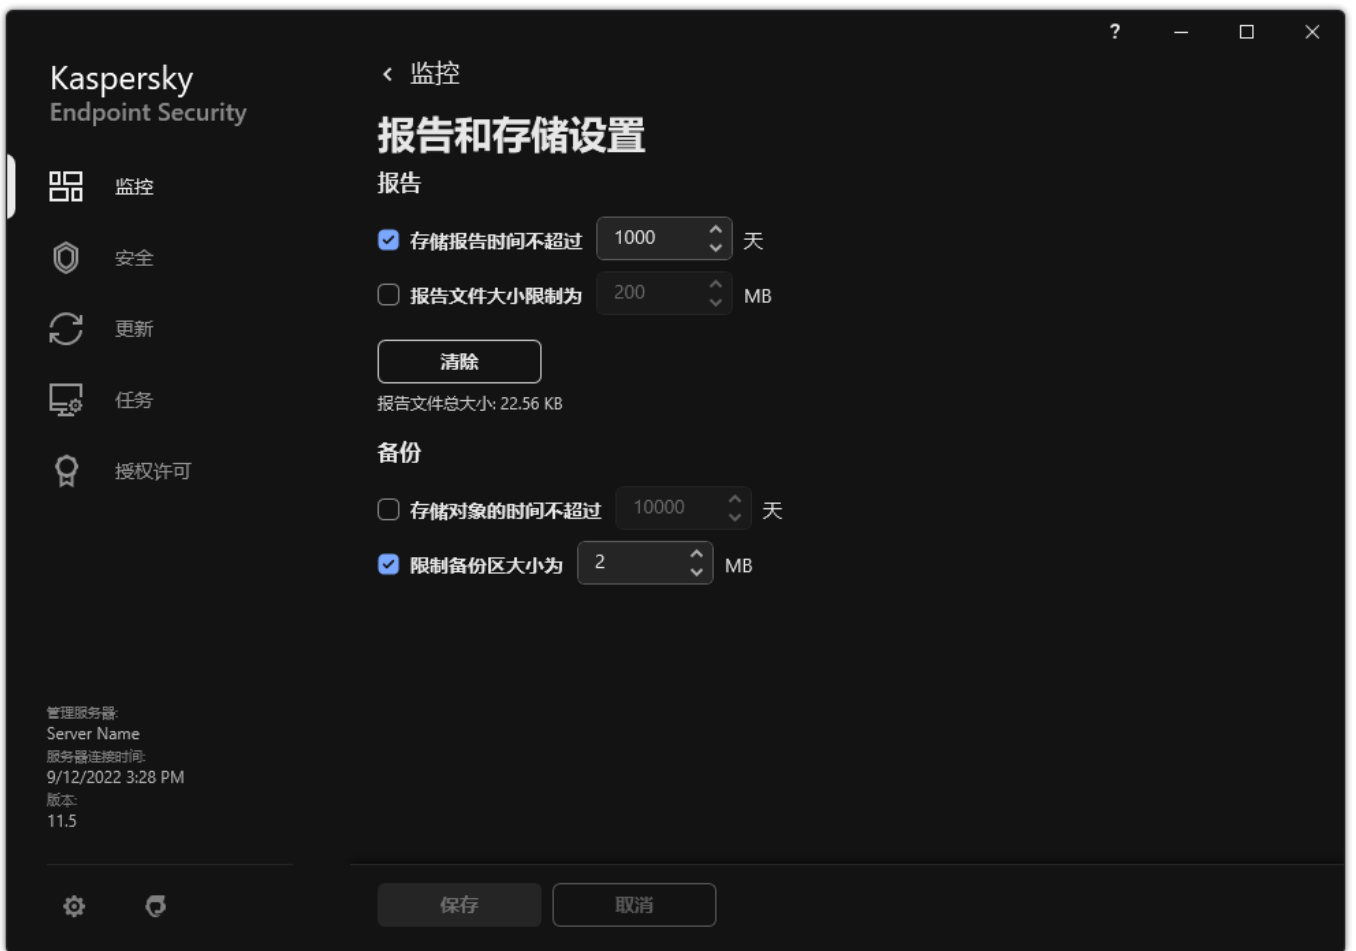 ?
Kaspersky
Endpoint Security
监控
安全
更新
任务
授权许可
管理服务器:
Server Name
服务器连接时间:
9/12/2022 3:28 PM
版本:
11.5
监控
报告和存储设置
报告
存储报告时间不超过 1000 天
报告文件大小限制为 200 MB
清除
报告文件总大小: 22.56 KB
备份
存储对象的时间不超过 10000 天
限制备份区大小为 2 MB
保存 取消